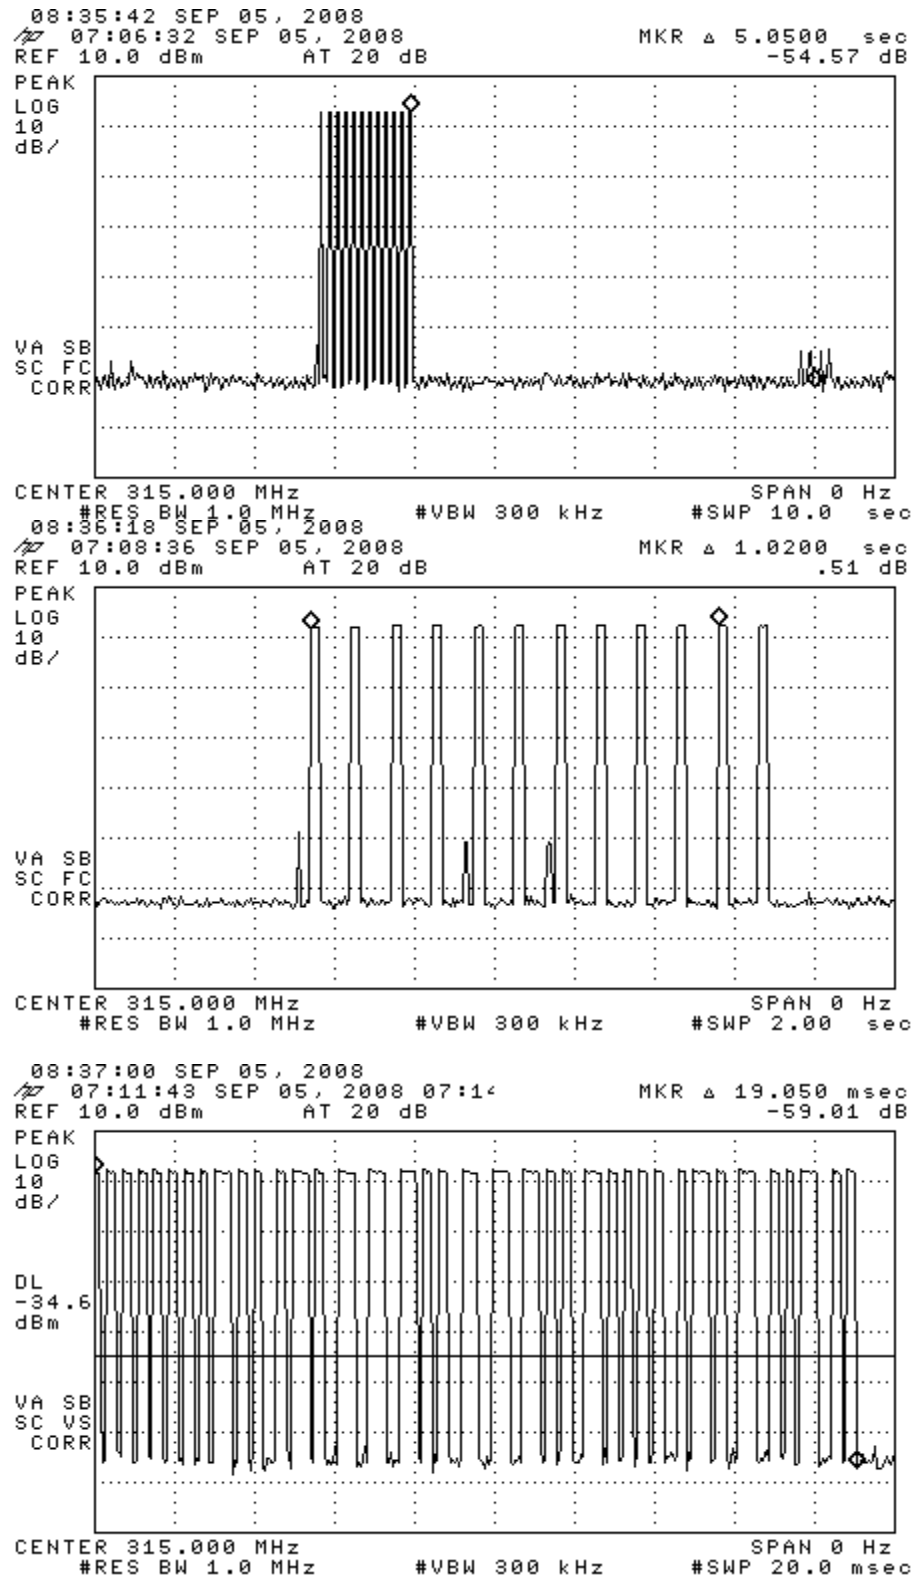 08:35:42 SEP 05, 2008
hp 07:06:32 SEP 05, 2008 MKR Δ 5.0500 sec
REF 10.0 dBm AT 20 dB -54.57 dB
PEAK
LOG
10
dB/
VA SB
SC FC
CORR
CENTER 315.000 MHz SPAN 0 Hz
#RES BW 1.0 MHz #VBW 300 kHz #SWP 10.0 sec
08:36:18 SEP 05, 2008
hp 07:08:36 SEP 05, 2008 MKR Δ 1.0200 sec
REF 10.0 dBm AT 20 dB .51 dB
PEAK
LOG
10
dB/
VA SB
SC FC
CORR
CENTER 315.000 MHz SPAN 0 Hz
#RES BW 1.0 MHz #VBW 300 kHz #SWP 2.00 sec
08:37:00 SEP 05, 2008
hp 07:11:43 SEP 05, 2008 07:14 MKR Δ 19.050 msec
REF 10.0 dBm AT 20 dB -59.01 dB
PEAK
LOG
10
dB/
DL
-34.6
dBm
VA SB
SC VS
CORR
CENTER 315.000 MHz SPAN 0 Hz
#RES BW 1.0 MHz #VBW 300 kHz #SWP 20.0 msec